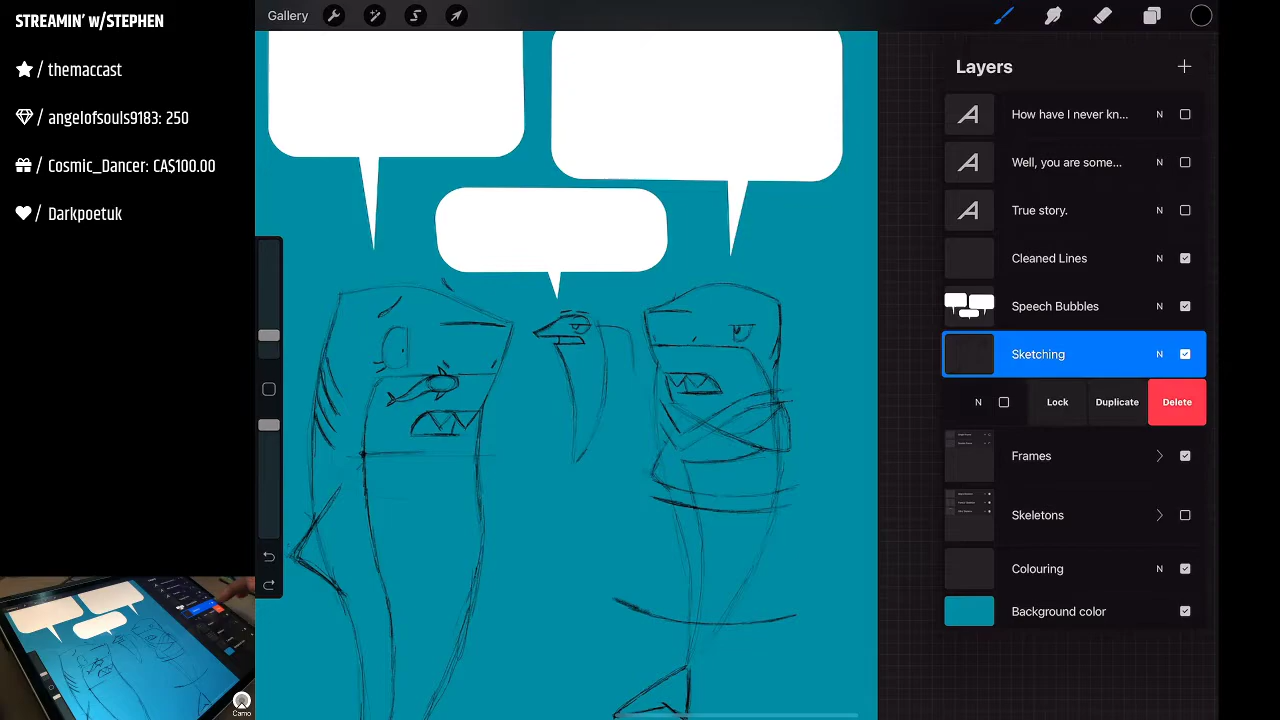 STREAMIN' w/STEPHEN
/ themaccast
/ angelofsouls9183: 250
/ Cosmic_Dancer: CA$100.00
/ Darkpoetuk
Camo
Gallery
Layers
How have I never kn... N
Well, you are some... N
True story. N
Cleaned Lines N
Speech Bubbles N
Sketching N
N Lock Duplicate Delete
Frames
Skeletons
Colouring N
Background color